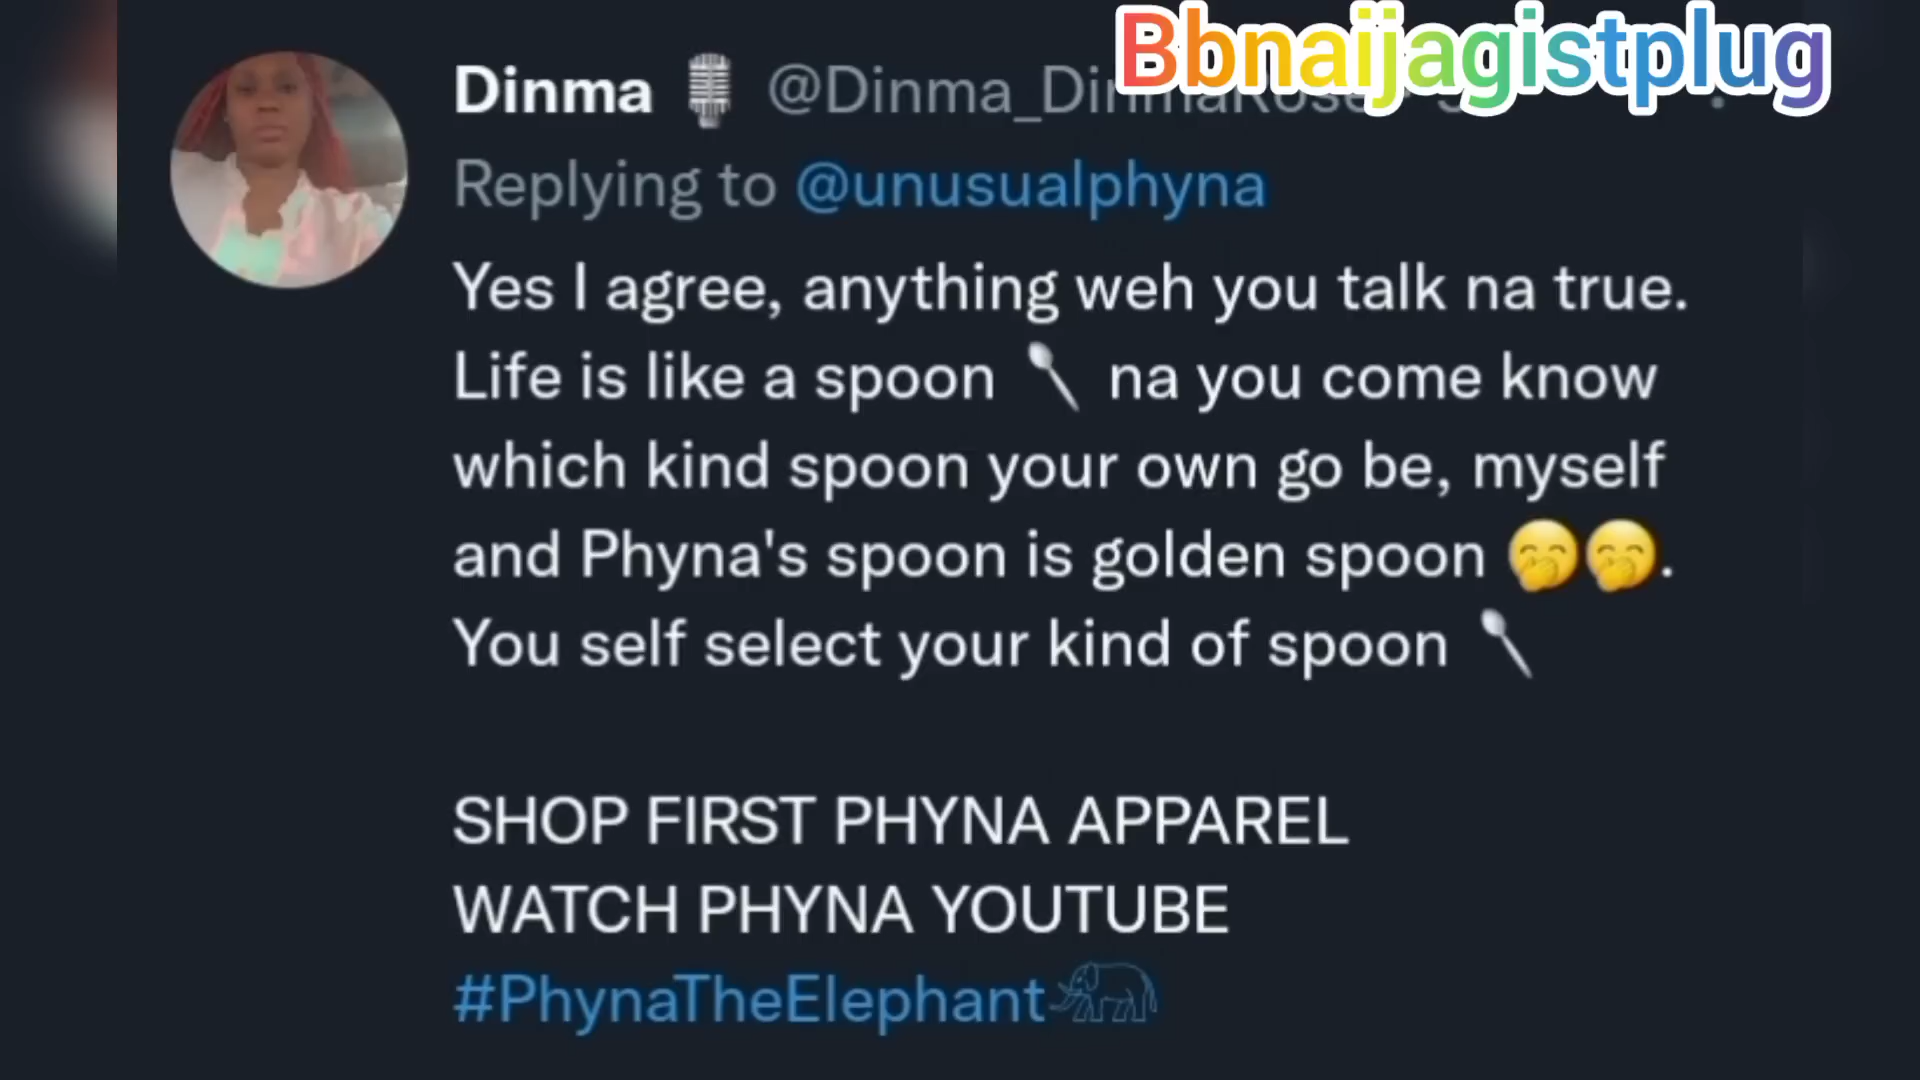 Bbnaijagistplug
Dinma 🎙 @Dinma_DinmaRose
Replying to @unusualphyna
Yes I agree, anything weh you talk na true.
Life is like a spoon 🥄 na you come know
which kind spoon your own go be, myself
and Phyna's spoon is golden spoon 🤭🤭.
You self select your kind of spoon 🥄
SHOP FIRST PHYNA APPAREL
WATCH PHYNA YOUTUBE
#PhynaTheElephant